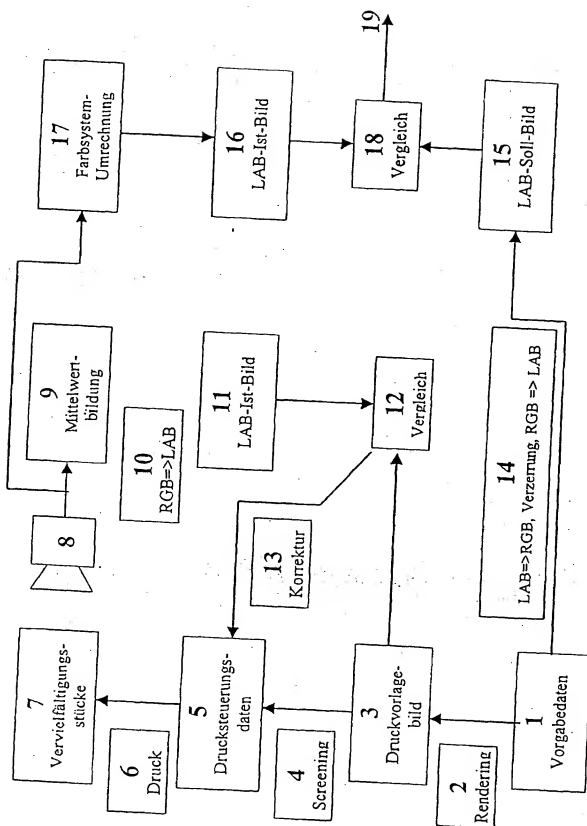 7
Vervielfältigungs-
stücke
6
Druck
5
Drucksteuerungs-
daten
4
Screening
3
Druckvorlage-
bild
2
Rendering
1
Vorgabedaten
8
9
Mittelwert-
bildung
10
RGB=>LAB
11
LAB-Ist-Bild
12
Vergleich
13
Korrektur
14
LAB=>RGB, Verzerrung, RGB => LAB
17
Farbsystem-
Umrechnung
16
LAB-Ist-Bild
18
Vergleich
19
15
LAB-Soll-Bild